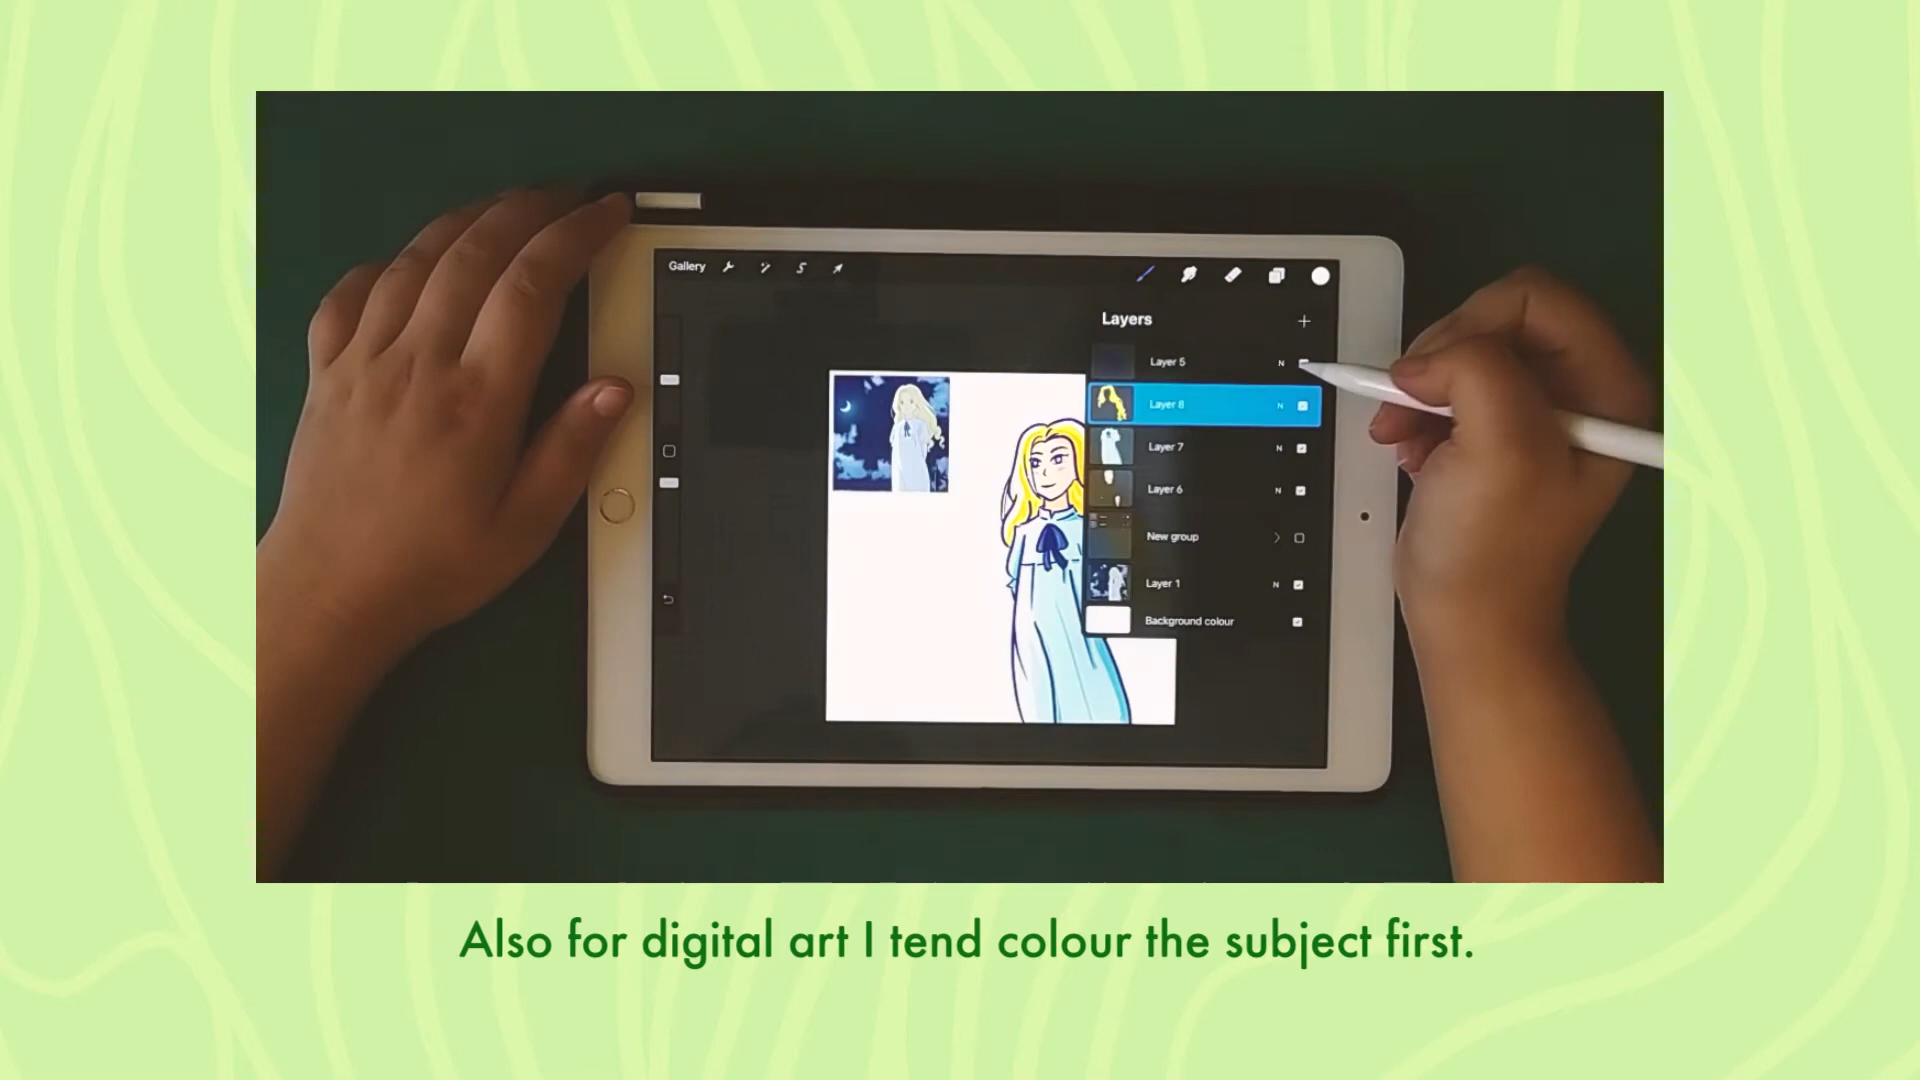 Gallery
Layers
Layer 5 N
Layer 8 N
Layer 7 N
Layer 6 N
New group
Layer 1 N
Background colour
Also for digital art I tend colour the subject first.